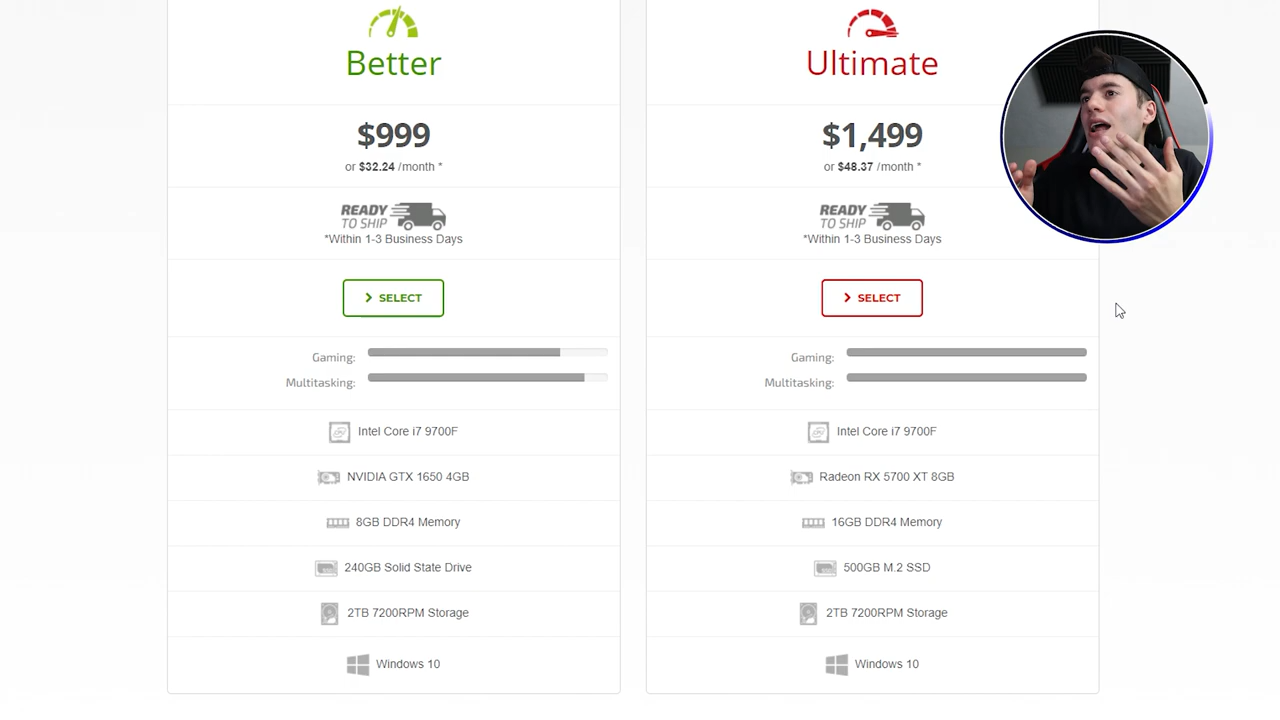 Better
$999
or $32.24 /month *
READY
TO SHIP
*Within 1-3 Business Days
SELECT
Gaming:
Multitasking:
Intel Core i7 9700F
NVIDIA GTX 1650 4GB
8GB DDR4 Memory
240GB Solid State Drive
2TB 7200RPM Storage
Windows 10
Ultimate
$1,499
or $48.37 /month *
READY
TO SHIP
*Within 1-3 Business Days
SELECT
Gaming:
Multitasking:
Intel Core i7 9700F
Radeon RX 5700 XT 8GB
16GB DDR4 Memory
500GB M.2 SSD
2TB 7200RPM Storage
Windows 10